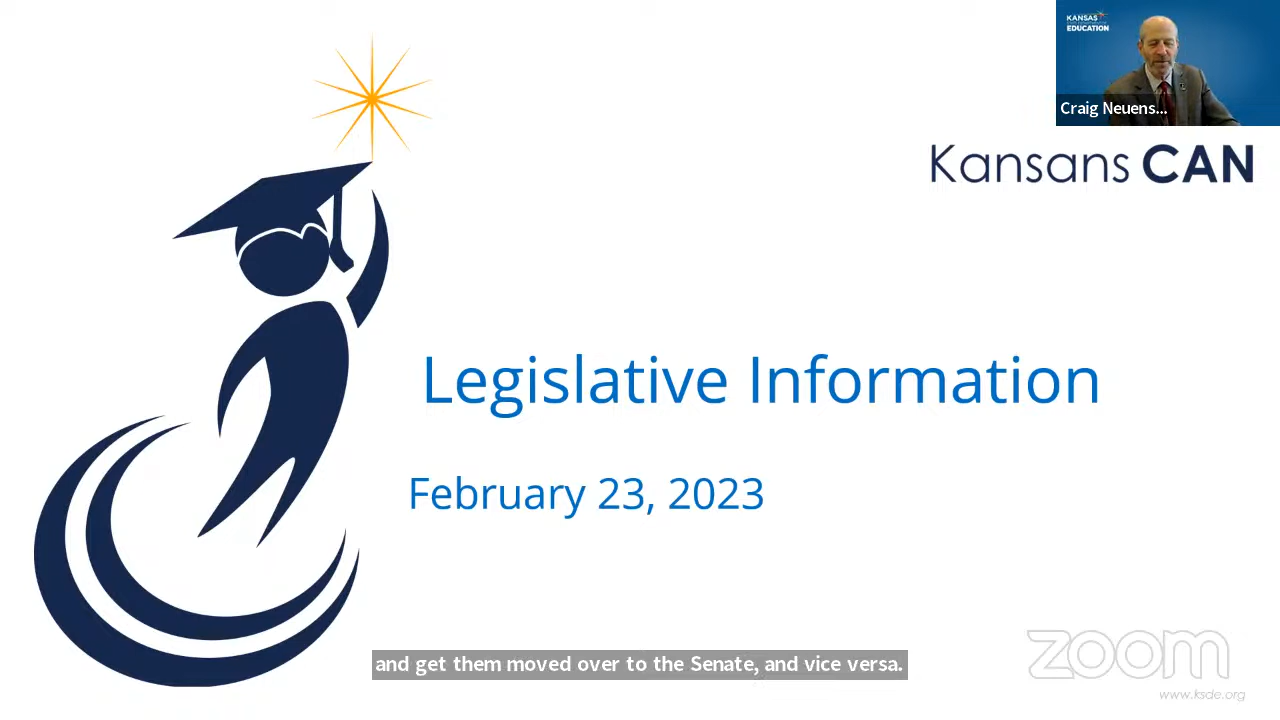 KANSAS
EDUCATION
Craig Neuens...
Kansans CAN
Legislative Information
February 23, 2023
and get them moved over to the Senate, and vice versa.
zoom
www.ksde.org